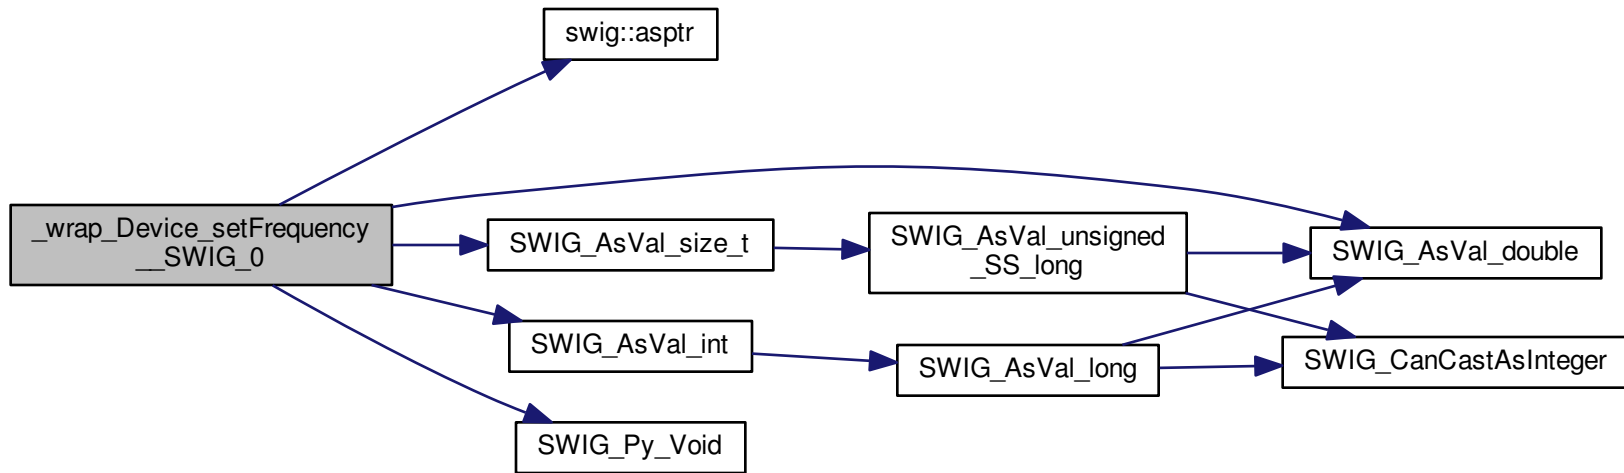 swig::asptr
_wrap_Device_setFrequency
__SWIG_0
SWIG_AsVal_size_t
SWIG_AsVal_unsigned
_SS_long
SWIG_AsVal_double
SWIG_AsVal_int
SWIG_AsVal_long
SWIG_CanCastAsInteger
SWIG_Py_Void